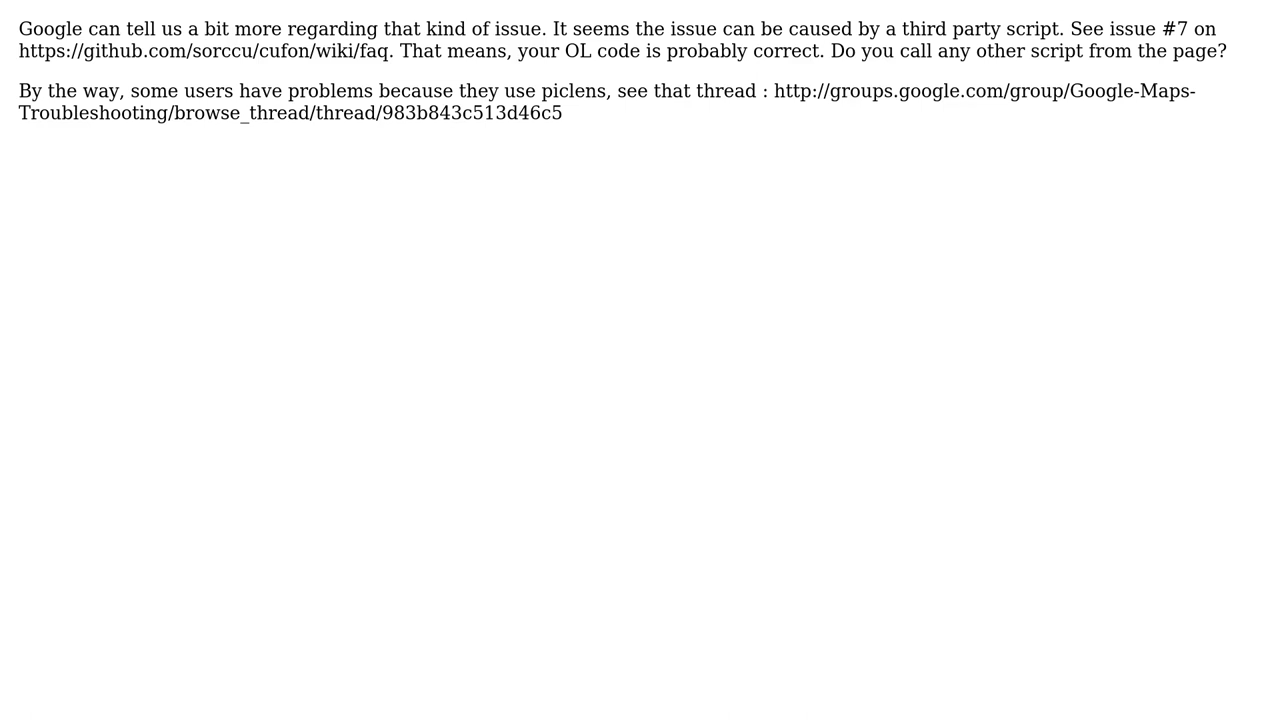 Google can tell us a bit more regarding that kind of issue. It seems the issue can be caused by a third party script. See issue #7 on
https://github.com/sorccu/cufon/wiki/faq. That means, your OL code is probably correct. Do you call any other script from the page?
By the way, some users have problems because they use piclens, see that thread : http://groups.google.com/group/Google-Maps-
Troubleshooting/browse_thread/thread/983b843c513d46c5